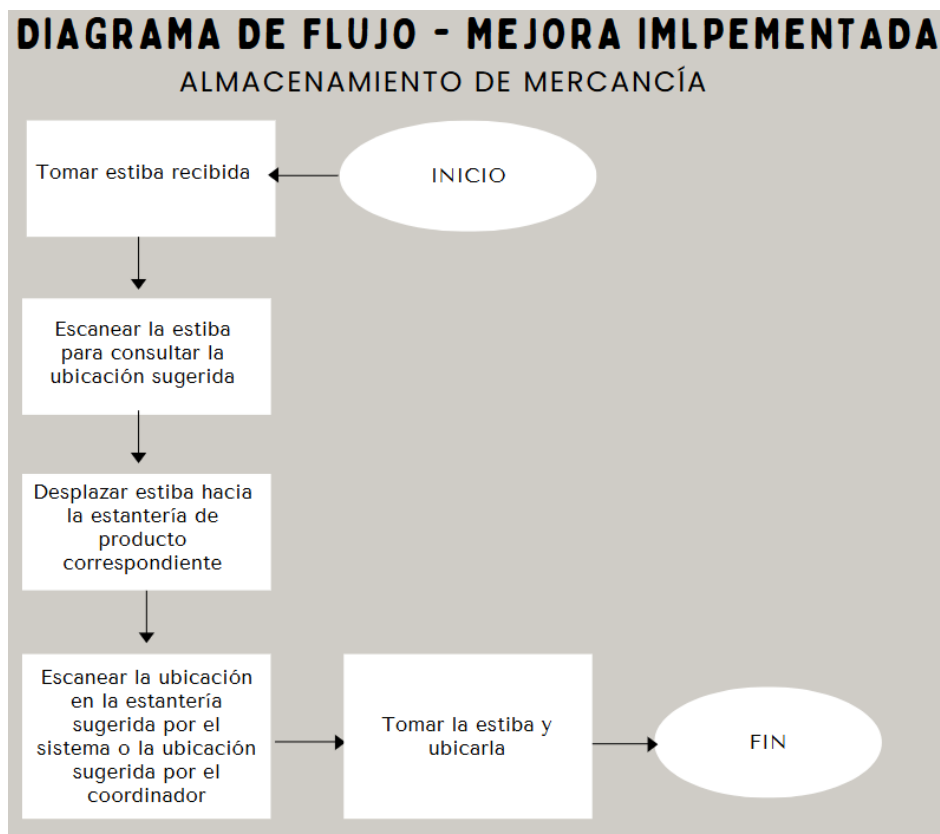 DIAGRAMA DE FLUJO - MEJORA IMLPEMENTADA
ALMACENAMIENTO DE MERCANCÍA
INICIO
Tomar estiba recibida
Escanear la estiba
para consultar la
ubicación sugerida
Desplazar estiba hacia
la estantería de
producto
correspondiente
Escanear la ubicación
en la estantería
sugerida por el
sistema o la ubicación
sugerida por el
coordinador
Tomar la estiba y
ubicarla
FIN